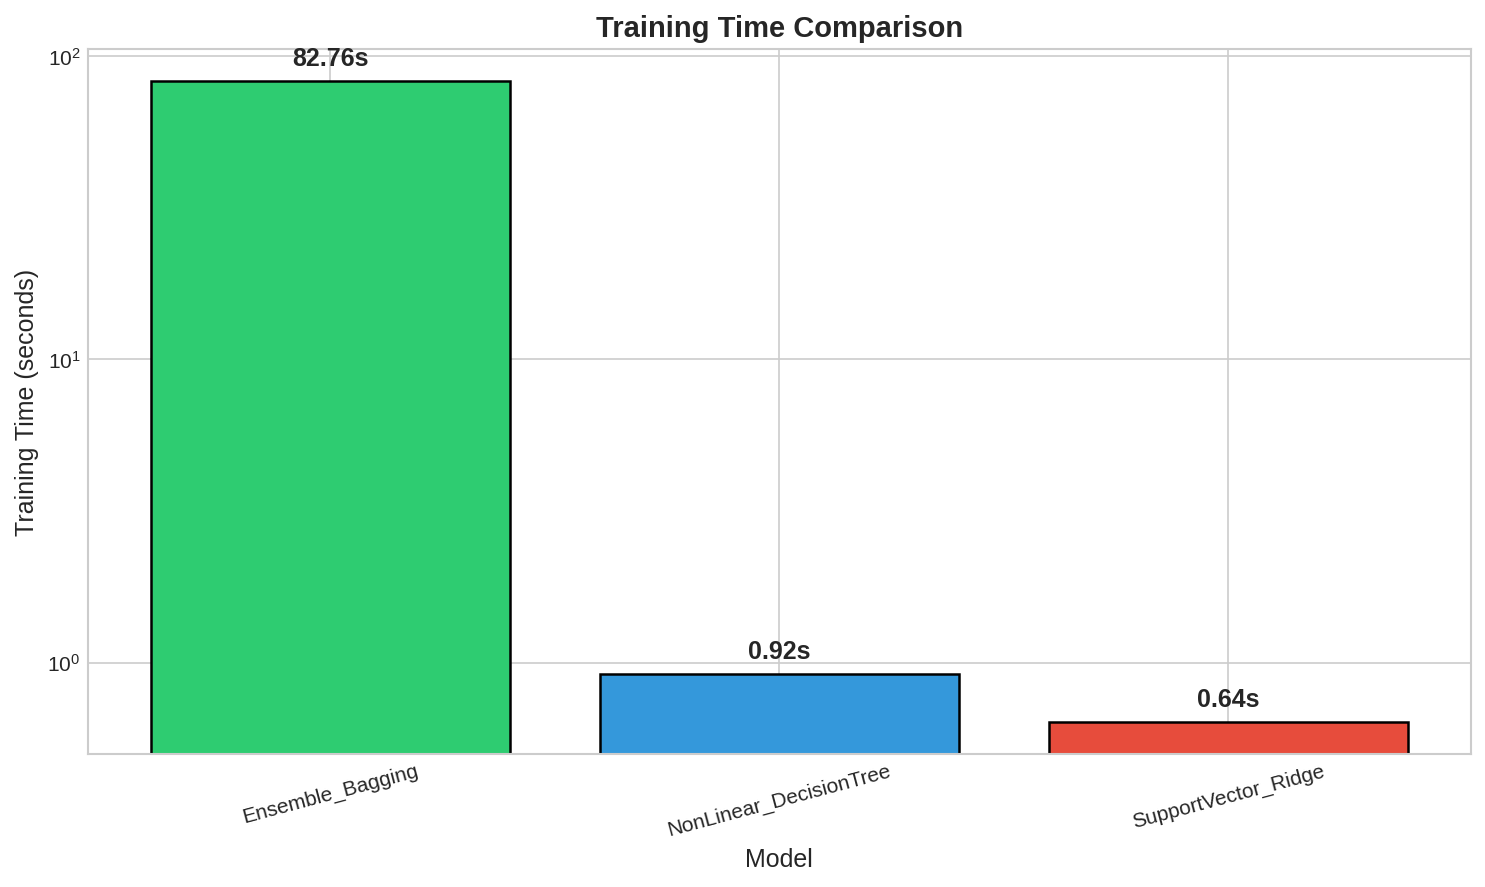 Training Time Comparison
Training Time (seconds)
10²
10¹
10⁰
82.76s
0.92s
0.64s
Ensemble_Bagging
NonLinear_DecisionTree
SupportVector_Ridge
Model